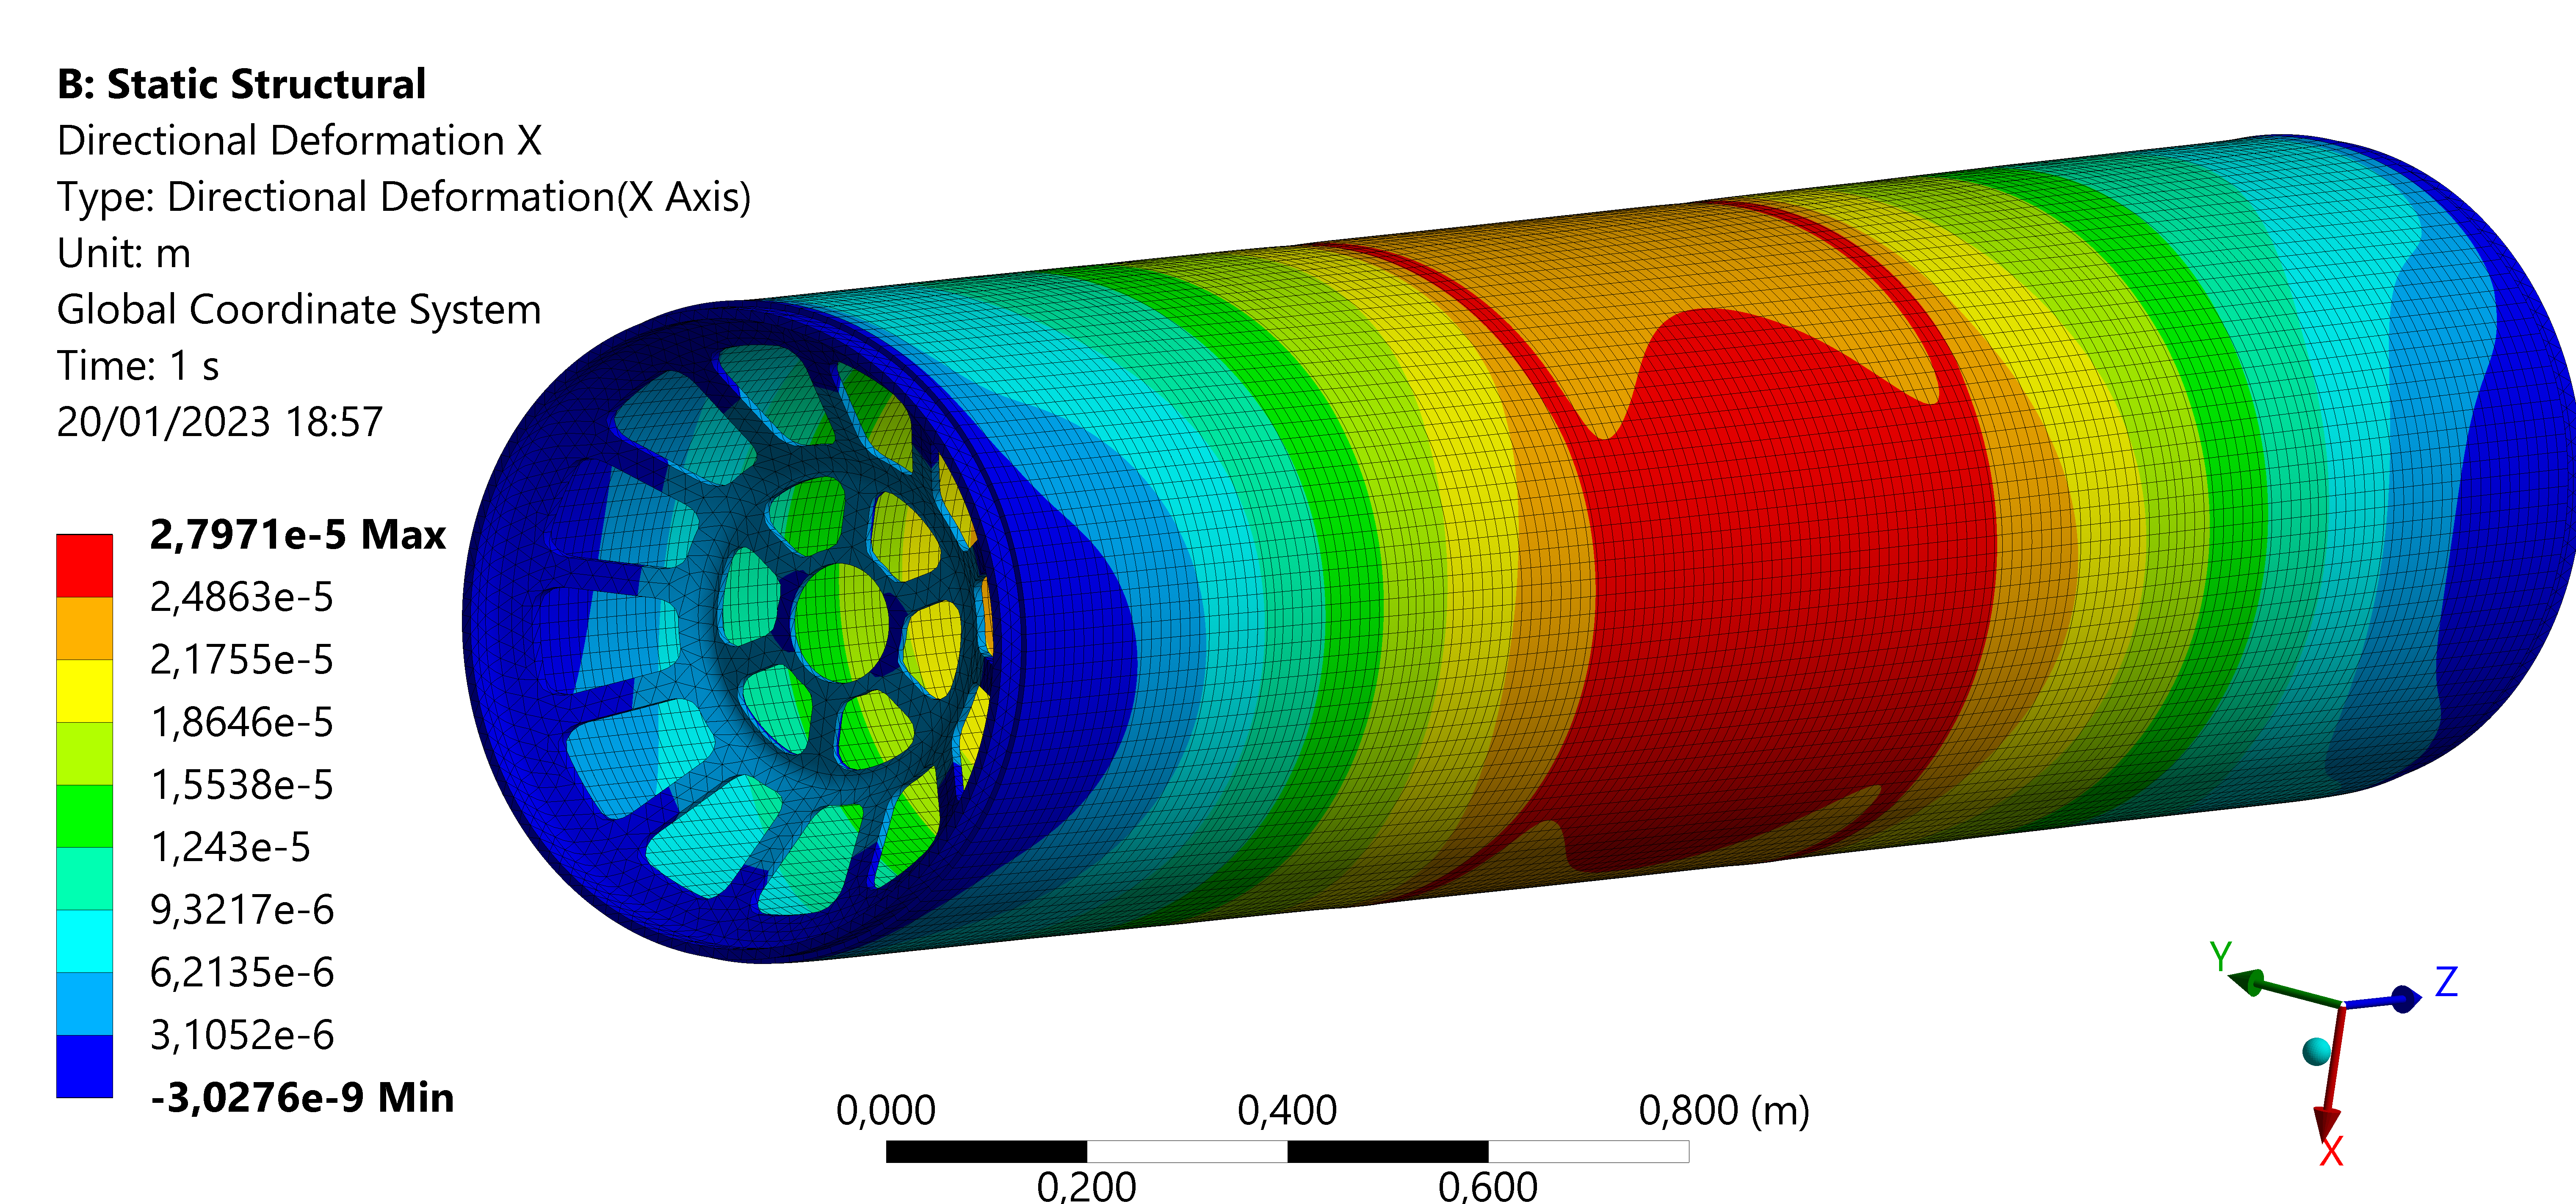 B: Static Structural
Directional Deformation X
Type: Directional Deformation(X Axis)
Unit: m
Global Coordinate System
Time: 1 s
20/01/2023 18:57
2,7971e-5 Max
2,4863e-5
2,1755e-5
1,8646e-5
1,5538e-5
1,243e-5
9,3217e-6
6,2135e-6
3,1052e-6
-3,0276e-9 Min
0,000 0,400 0,800 (m)
0,200 0,600
Y
Z
X